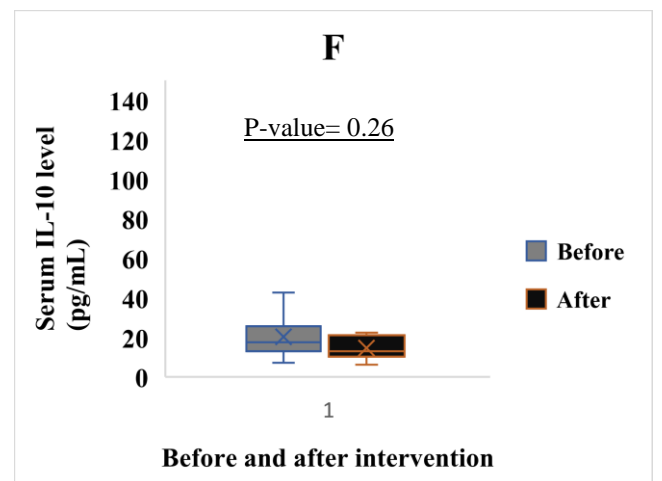 F
140
120
100
80
60
40
20
0
Serum IL-10 level
(pg/mL)
P-value= 0.26
Before
After
1
Before and after intervention